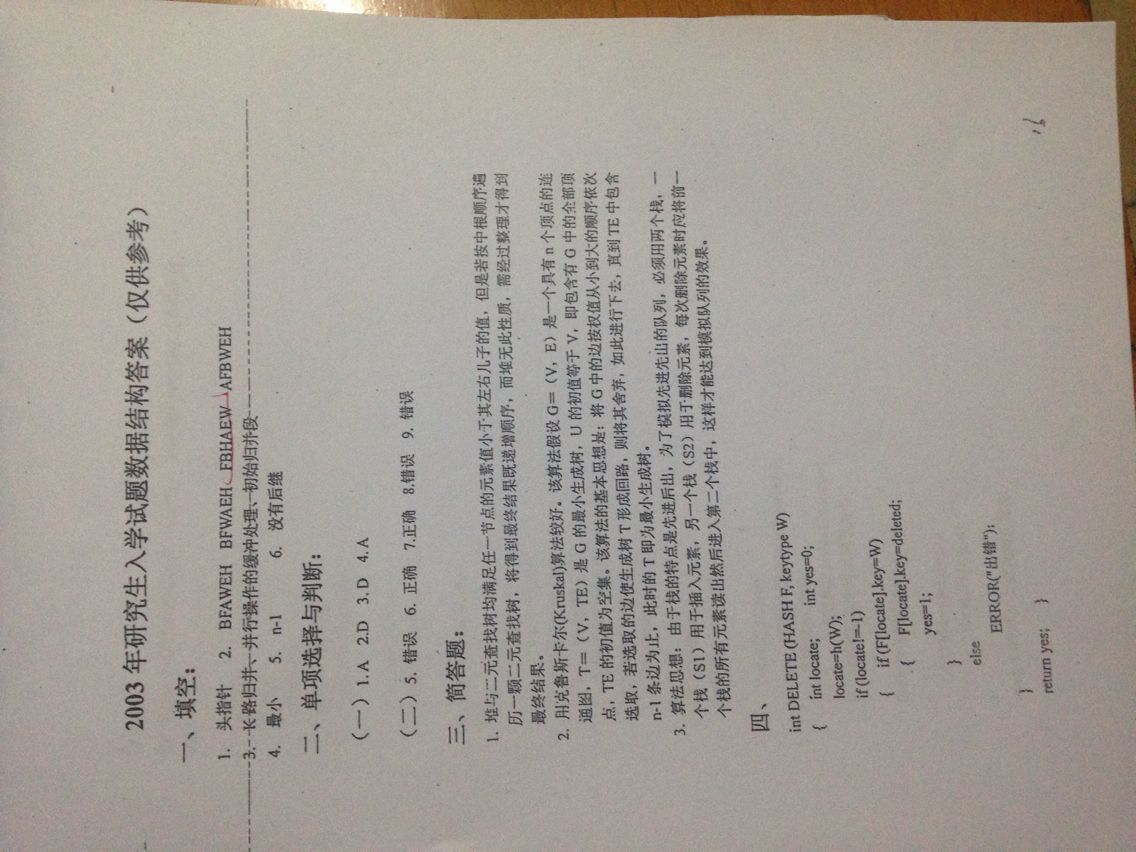 2003 年研究生入学试题数据结构答案（仅供参考）
一、填空：
1. 头指针 2. BFAWEH BFWAEH FBHAEW AFBWEH
3. 长路归并、并行操作的缓冲处理、初始归并段
4. 最小 5. n-1 6. 没有后继
二、单项选择与判断：
（一）1.A 2.D 3.D 4.A
（二）5. 错误 6. 正确 7.正确 8.错误 9. 错误
三、简答题：
1. 堆与二元查找树均满足任一节点的元素值小于其左右儿子的值，但是若按中根顺序遍
历一颗二元查找树，将得到最终结果既递增顺序，而堆无此性质，需经过整理才得到
最终结果。
2. 用克鲁斯卡尔(Kruskal)算法较好。该算法假设 G=（V，E）是一个具有 n 个顶点的连
通图，T=（V，TE）是 G 的最小生成树，U 的初值等于 V，即包含有 G 中的全部顶
点，TE 的初值为空集。该算法的基本思想是：将 G 中的边按权值从小到大的顺序依次
选取，若选取的边使生成树 T 形成回路，则将其舍弃，如此进行下去，直到 TE 中包含
n-1 条边为止，此时的 T 即为最小生成树。
3. 算法思想：由于栈的特点是先进后出，为了模拟先进先出的队列，必须用两个栈，一
个栈（S1）用于插入元素，另一个栈（S2）用于删除元素，每次删除元素时应将前一
个栈的所有元素读出然后进入第二个栈中，这样才能达到模拟队列的效果。
四、
int DELETE (HASH F, keytype W)
{ int locate; int yes=0;
locate=h(W);
if (locate!=-1)
{ if (F[locate].key=W)
{ F[locate].key=deleted;
yes=1;
}
else
ERROR("出错");
}
return yes; }